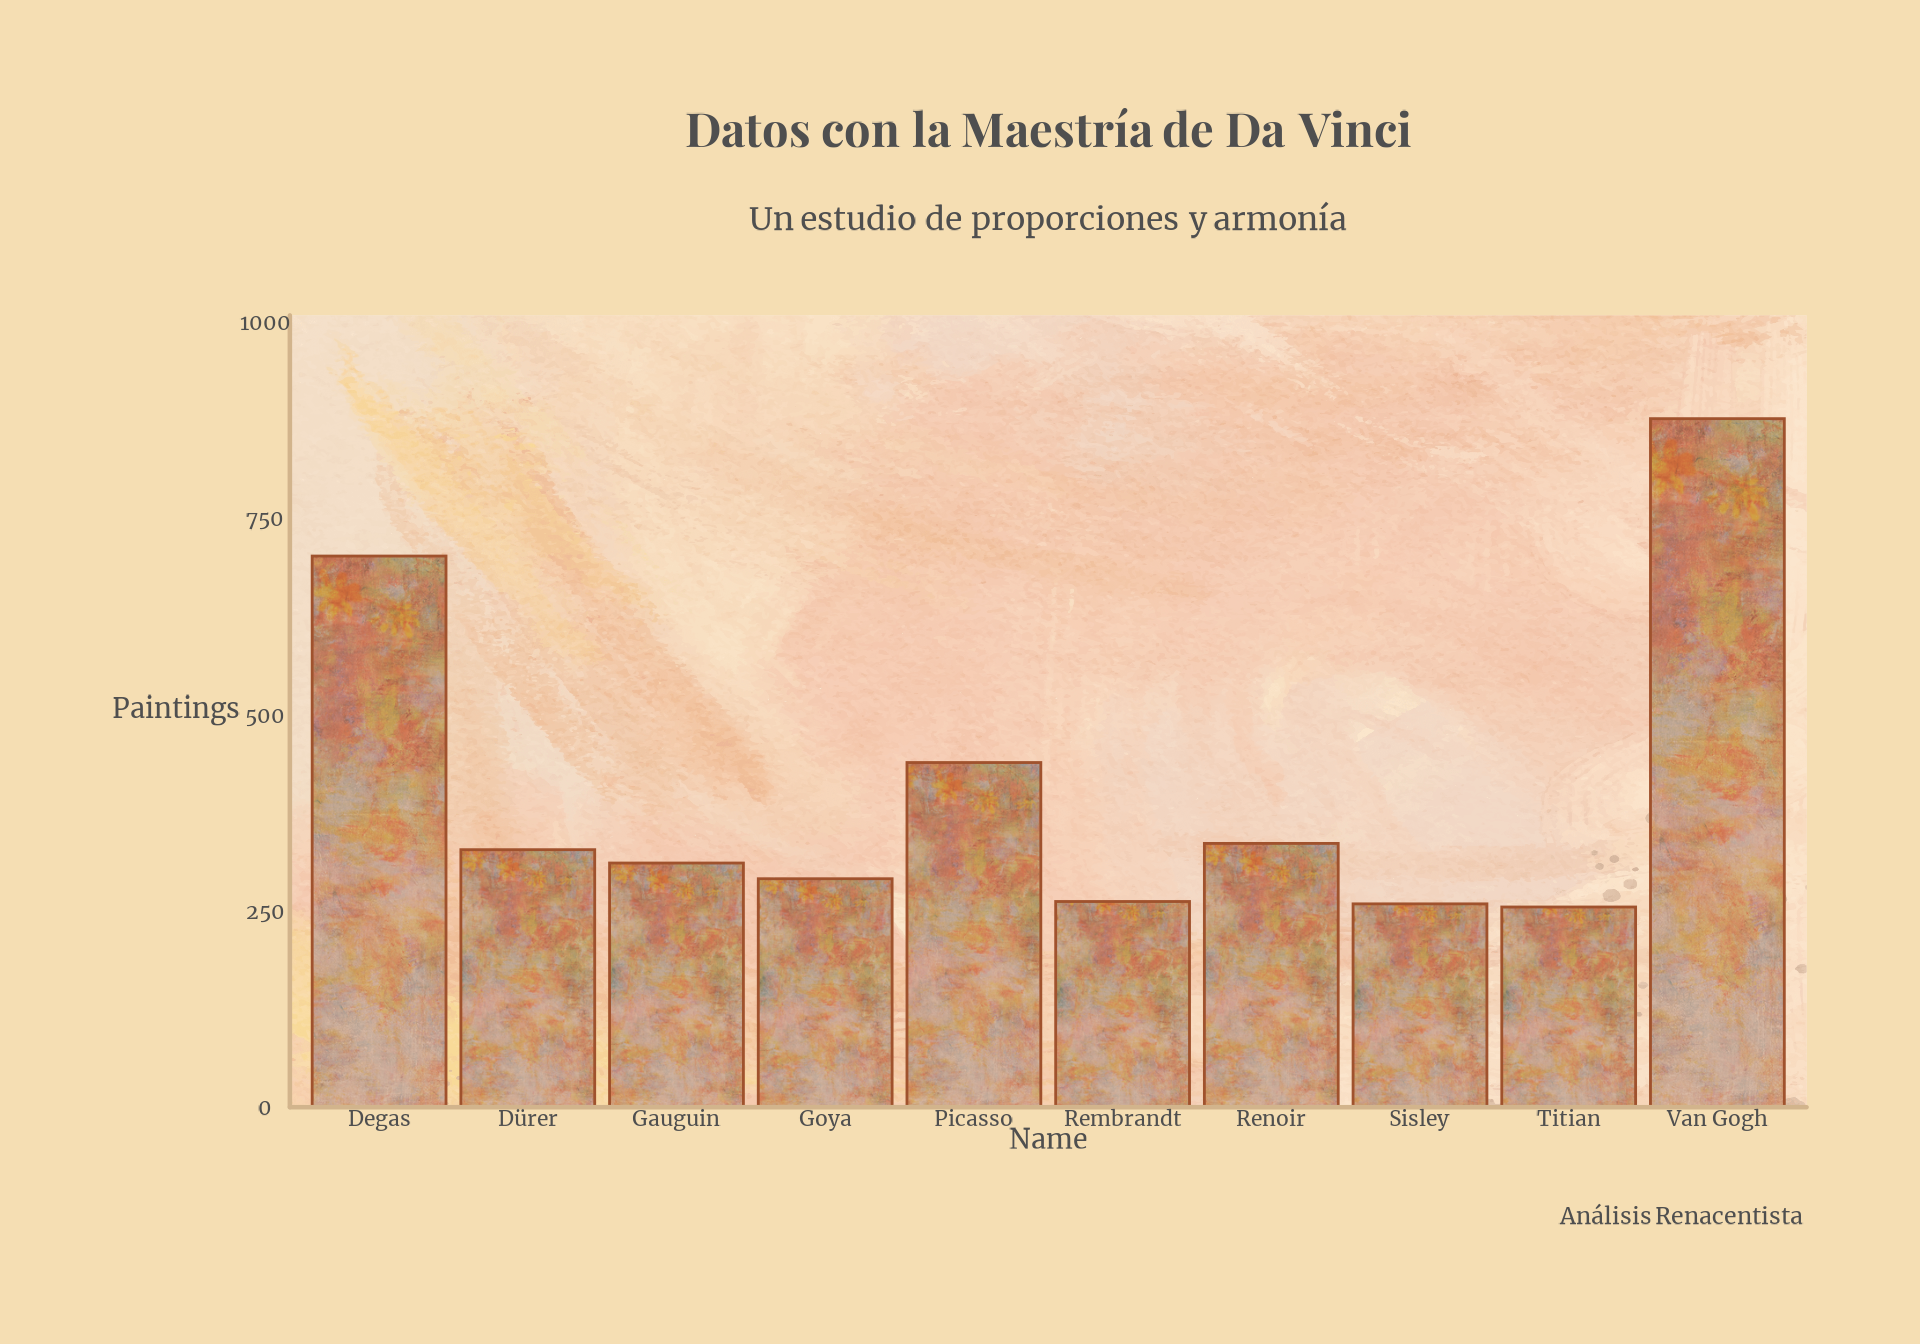 Datos con la Maestría de Da Vinci
Un estudio de proporciones y armonía
1000
750
Paintings
500
250
0
Degas Dürer Gauguin Goya Picasso Rembrandt Renoir Sisley Titian Van Gogh
Name
Análisis Renacentista